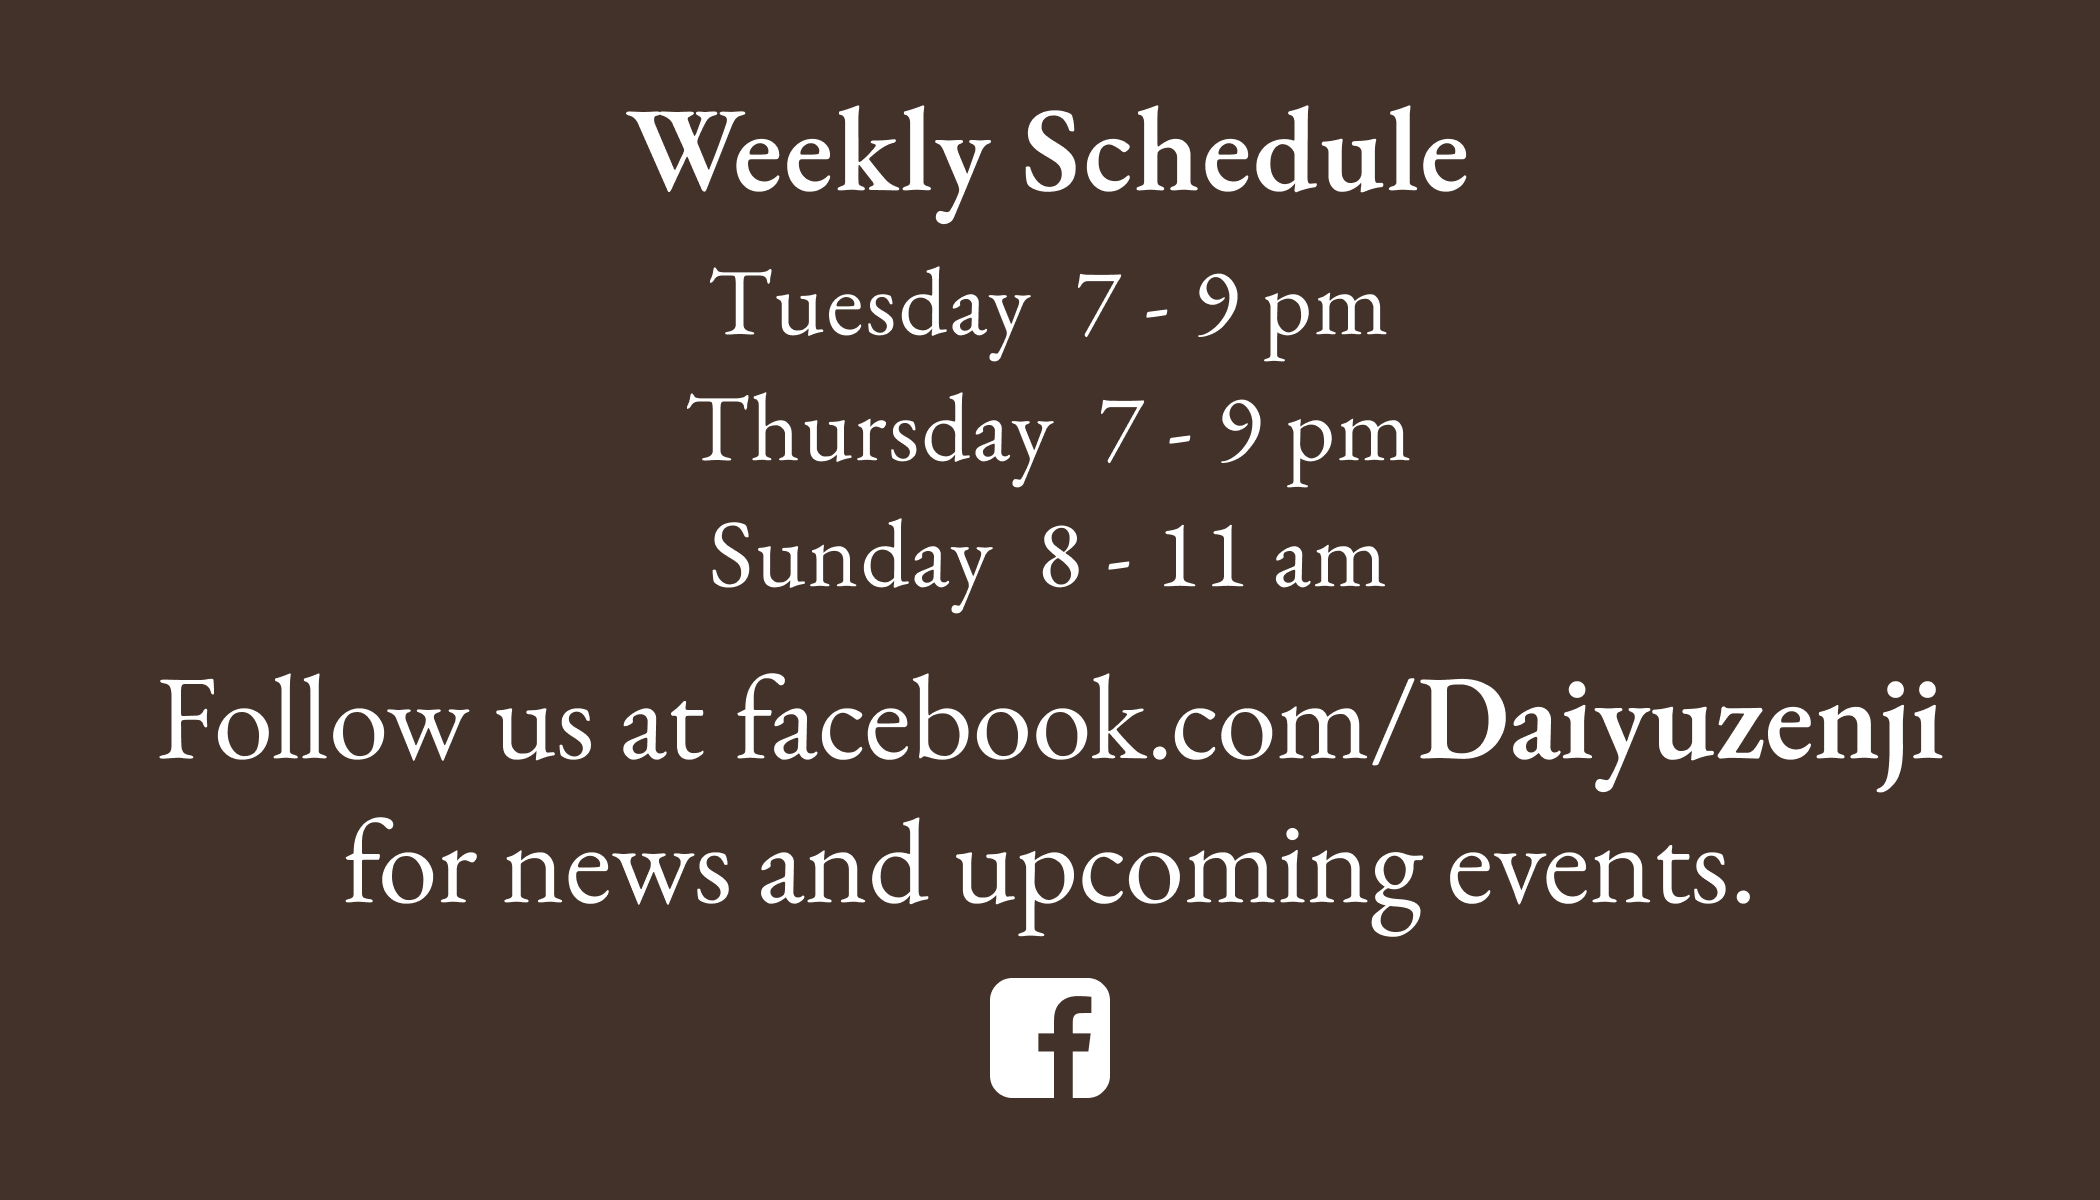 Weekly Schedule
Tuesday 7 - 9 pm
Thursday 7 - 9 pm
Sunday 8 - 11 am
Follow us at facebook.com/Daiyuzenji
for news and upcoming events.
f